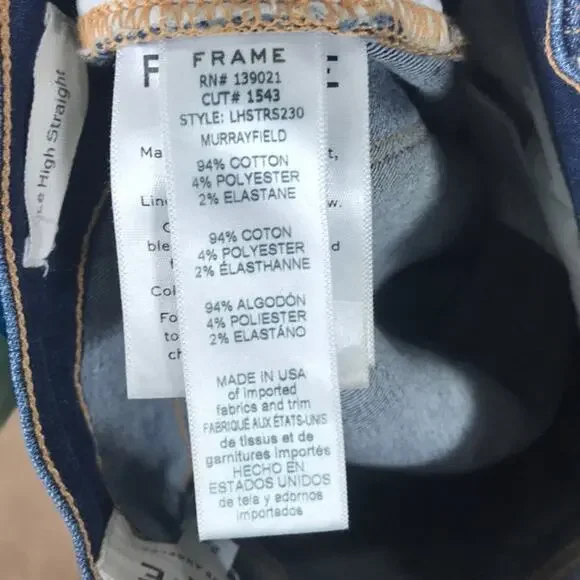 FRAME
RN# 139021
CUT# 1543
STYLE: LHSTRS230
MURRAYFIELD
94% COTTON
4% POLYESTER
2% ELASTANE
94% COTON
4% POLYESTER
2% ÉLASTHANNE
94% ALGODÓN
4% POLIESTER
2% ELASTÁNO
MADE IN USA
of imported
fabrics and trim
FABRIQUÉ AUX ÉTATS-UNIS
de tissus et de
garnitures importés
HECHO EN
ESTADOS UNIDOS
de tela y adornos
importados
High Straight